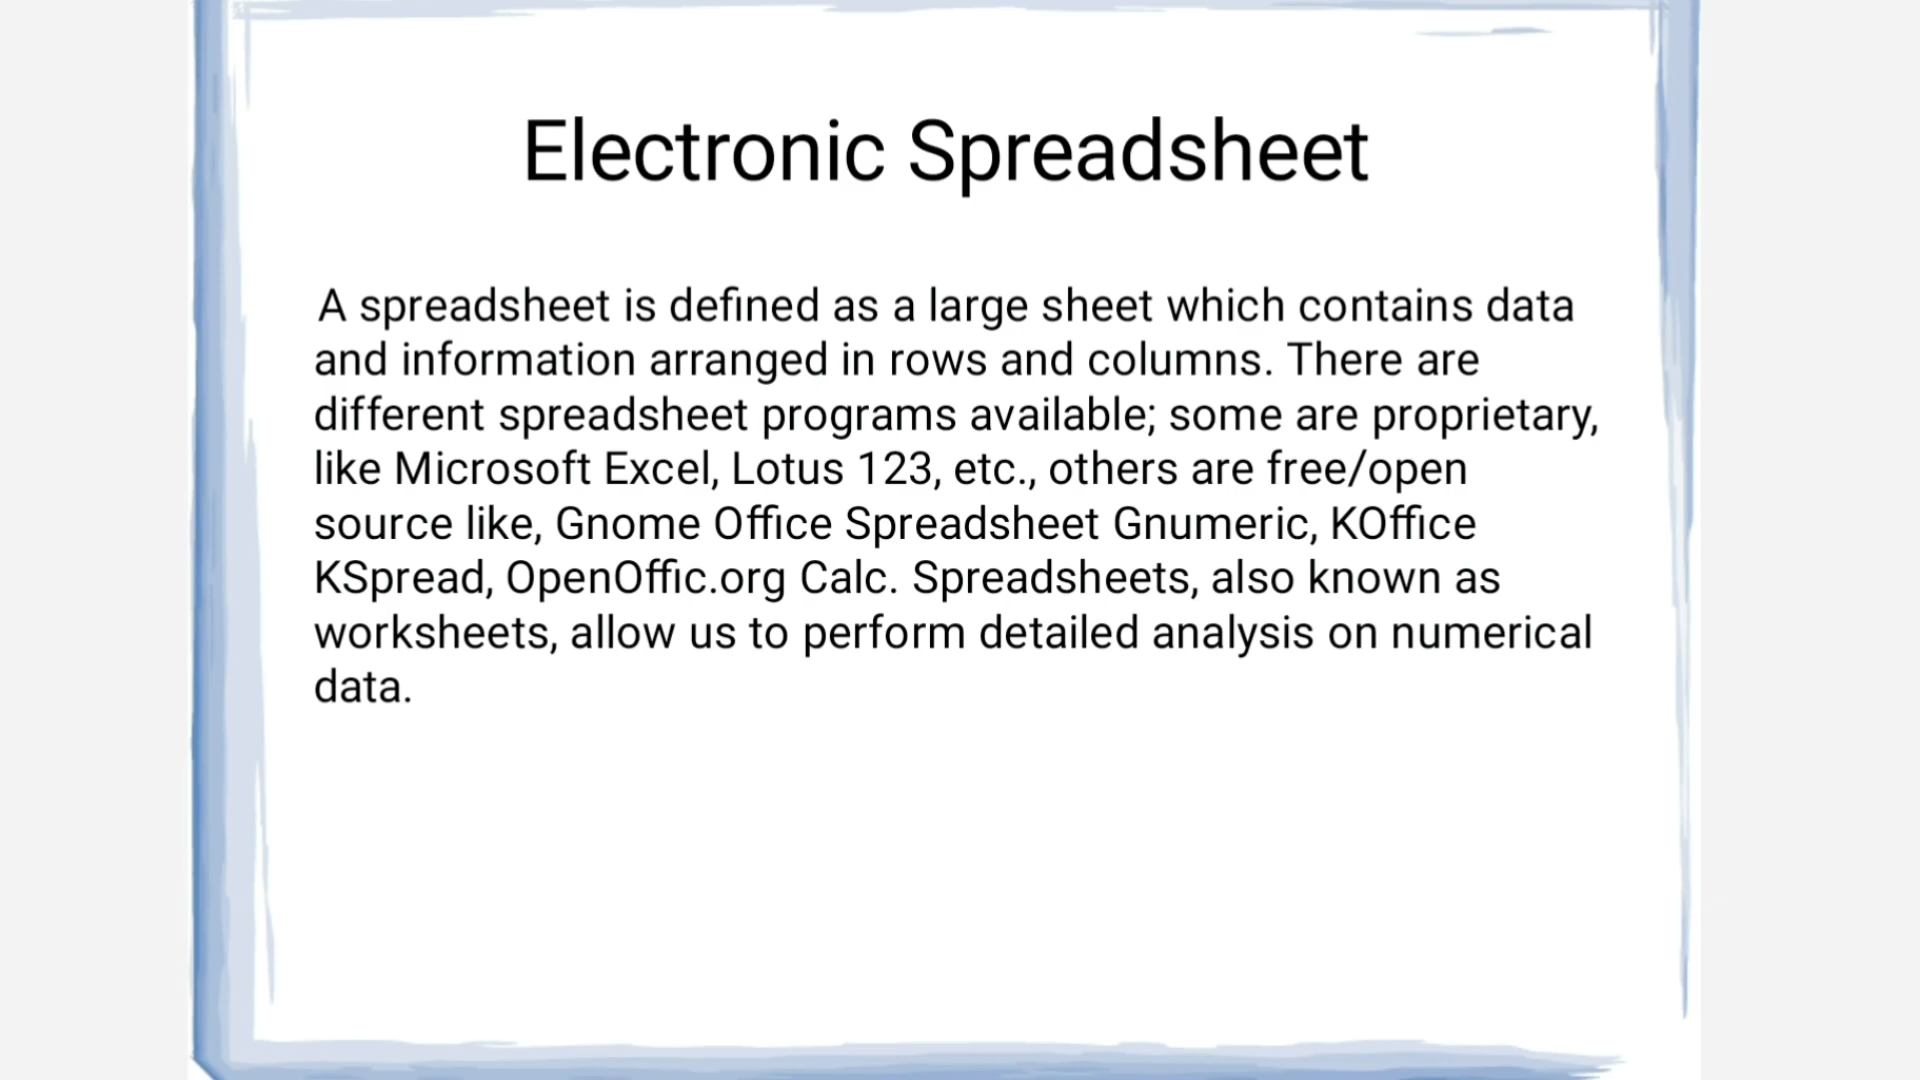 Electronic Spreadsheet
A spreadsheet is defined as a large sheet which contains data
and information arranged in rows and columns. There are
different spreadsheet programs available; some are proprietary,
like Microsoft Excel, Lotus 123, etc., others are free/open
source like, Gnome Office Spreadsheet Gnumeric, KOffice
KSpread, OpenOffic.org Calc. Spreadsheets, also known as
worksheets, allow us to perform detailed analysis on numerical
data.